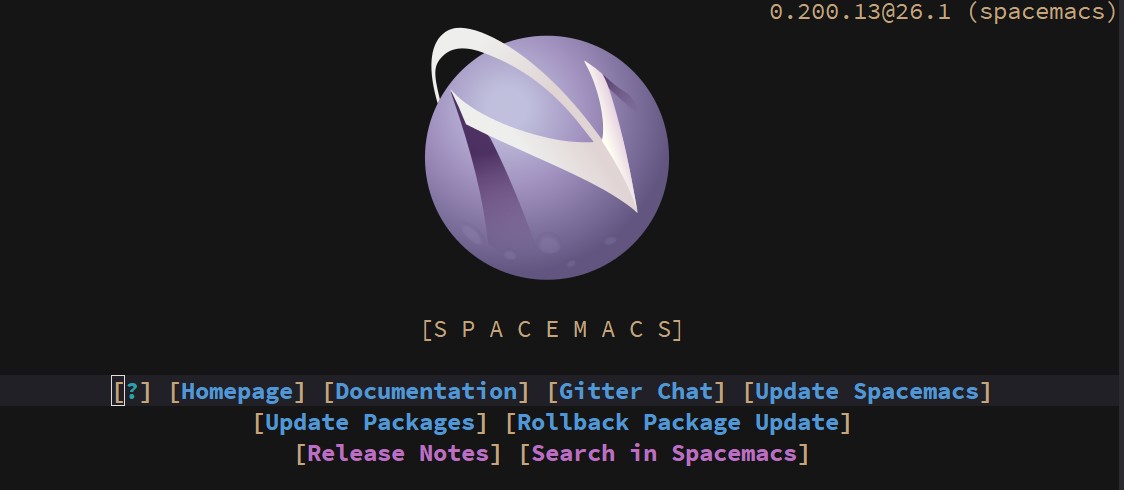 0.200.13@26.1 (spacemacs)
[S P A C E M A C S]
[?] [Homepage] [Documentation] [Gitter Chat] [Update Spacemacs]
[Update Packages] [Rollback Package Update]
[Release Notes] [Search in Spacemacs]